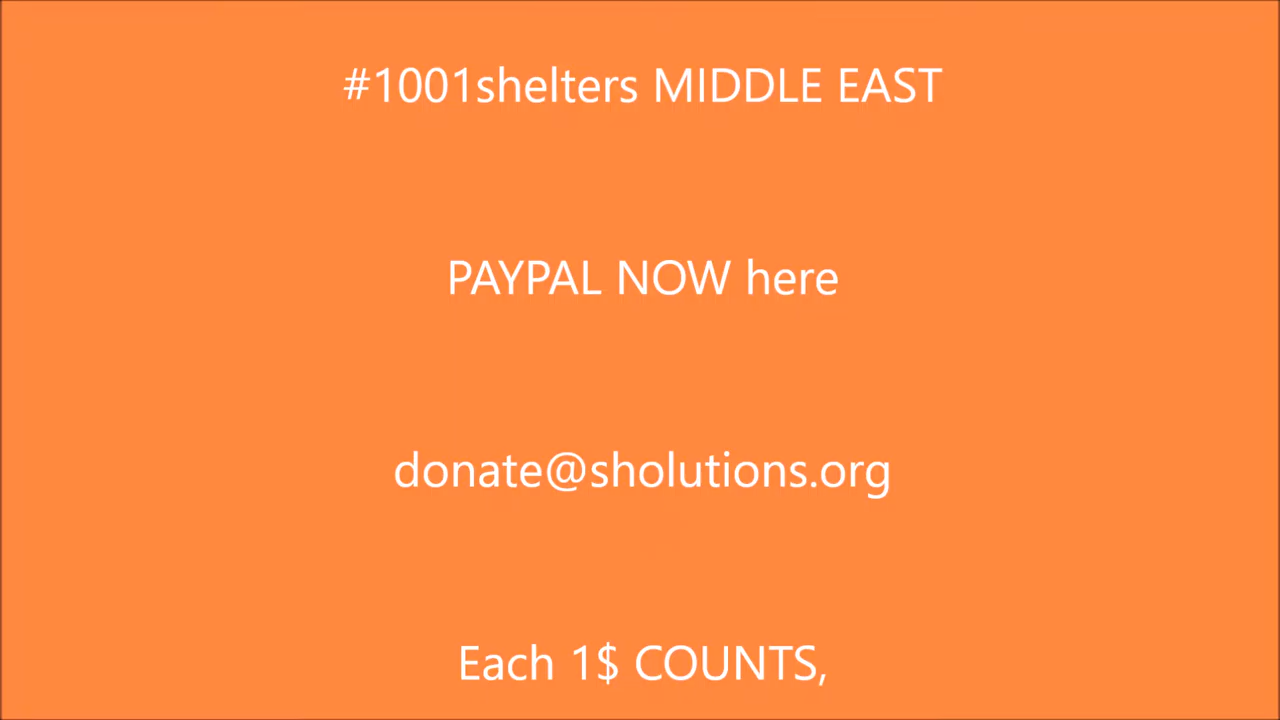 #1001shelters MIDDLE EAST
PAYPAL NOW here
donate@sholutions.org
Each 1$ COUNTS,